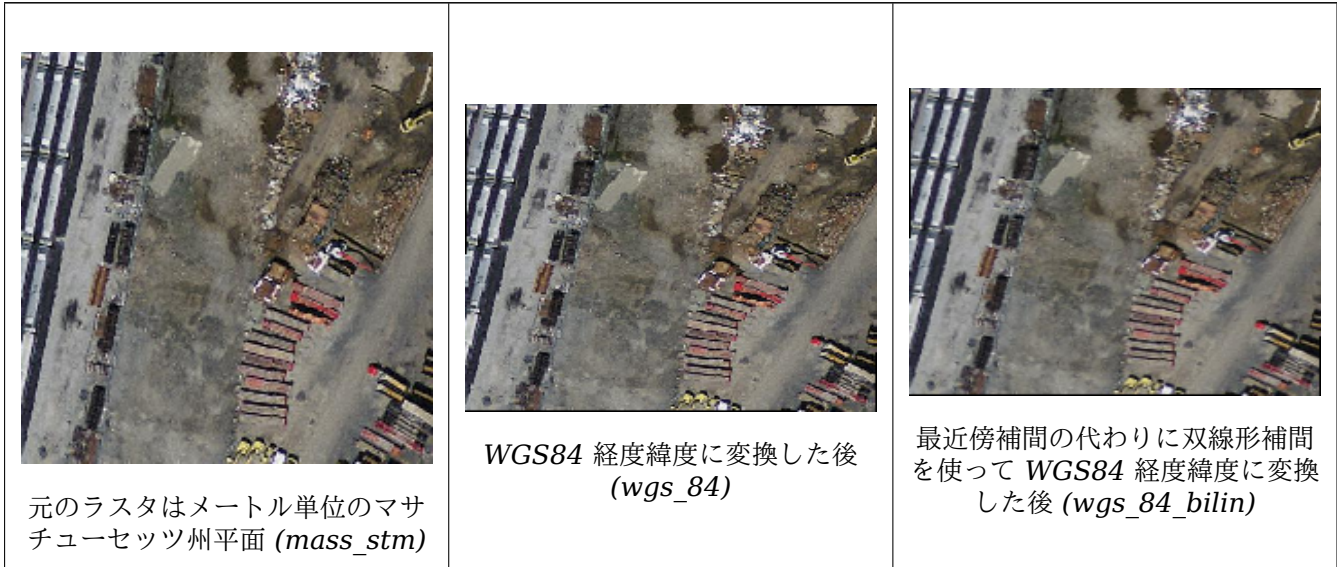 元のラスタはメートル単位のマサ
チューセッツ州平面 (mass_stm)
WGS84 経度緯度に変換した後
(wgs_84)
最近傍補間の代わりに双線形補間
を使って WGS84 経度緯度に変換
した後 (wgs_84_bilin)